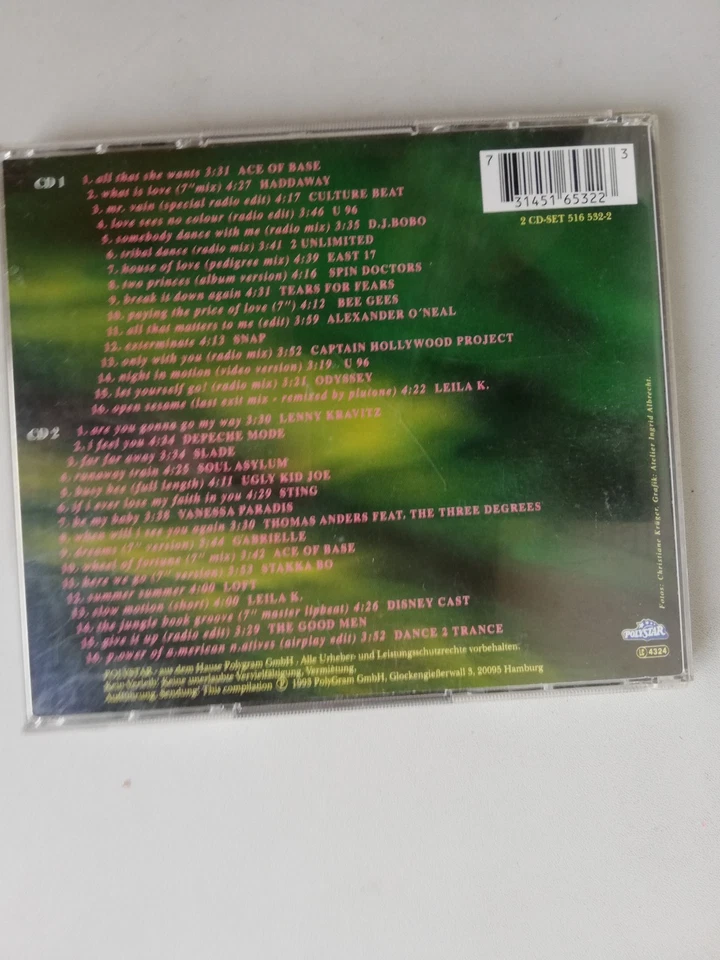 CD 1
1. all that she wants 3:31 ACE OF BASE
2. what is love (7"mix) 4:27 HADDAWAY
3. mr. vain (special radio edit) 4:17 CULTURE BEAT
4. love sees no colour (radio edit) 3:46 U 96
5. somebody dance with me (radio mix) 3:35 D.J.BOBO
6. tribal dance (radio mix) 3:41 2 UNLIMITED
7. house of love (pedigree mix) 4:39 EAST 17
8. two princes (album version) 4:16 SPIN DOCTORS
9. break it down again 4:31 TEARS FOR FEARS
10. paying the price of love (7") 4:12 BEE GEES
11. all that matters to me (edit) 3:59 ALEXANDER O'NEAL
12. exterminate 4:13 SNAP
13. only with you (radio mix) 3:52 CAPTAIN HOLLYWOOD PROJECT
14. night in motion (video version) 3:19 U 96
15. let yourself go! (radio mix) 3:21 ODYSSEY
16. open sesame (last exit mix - remixed by plutone) 4:22 LEILA K.
CD 2
1. are you gonna go my way 3:30 LENNY KRAVITZ
2. i feel you 4:34 DEPECHE MODE
3. far far away 3:34 SLADE
4. runaway train 4:25 SOUL ASYLUM
5. busy bee (full length) 4:11 UGLY KID JOE
6. if i ever lose my faith in you 4:29 STING
7. be my baby 3:38 VANESSA PARADIS
8. when will i see you again 3:30 THOMAS ANDERS FEAT. THE THREE DEGREES
9. dreams (7" version) GABRIELLE
10. wheel of fortune (7" mix) 3:42 ACE OF BASE
11. here we go (7" version) 3:53 STAKKA BO
12. summer summer 4:00 LOFT
13. slow motion (short) 4:00 LEILA K.
14. the jungle book groove (7" master lipbeat) 4:26 DISNEY CAST
15. give it up (radio edit) 3:29 THE GOOD MEN
16. p.ower of a.merican n.atives (airplay edit) 3:52 DANCE 2 TRANCE
POLYSTAR - aus dem Hause Polygram GmbH · Alle Urheber- und Leistungsschutzrechte vorbehalten.
Kein Verleih! Keine unerlaubte Vervielfältigung, Vermietung,
Aufführung, Sendung! This compilation ℗ 1993 PolyGram GmbH, Glockengießerwall 3, 20095 Hamburg
7 31451 65322 3
2 CD-SET 516 532-2
Fotos: Christiane Krüger, Grafik: Atelier Ingrid Albrecht.
POLYSTAR
LC 4324